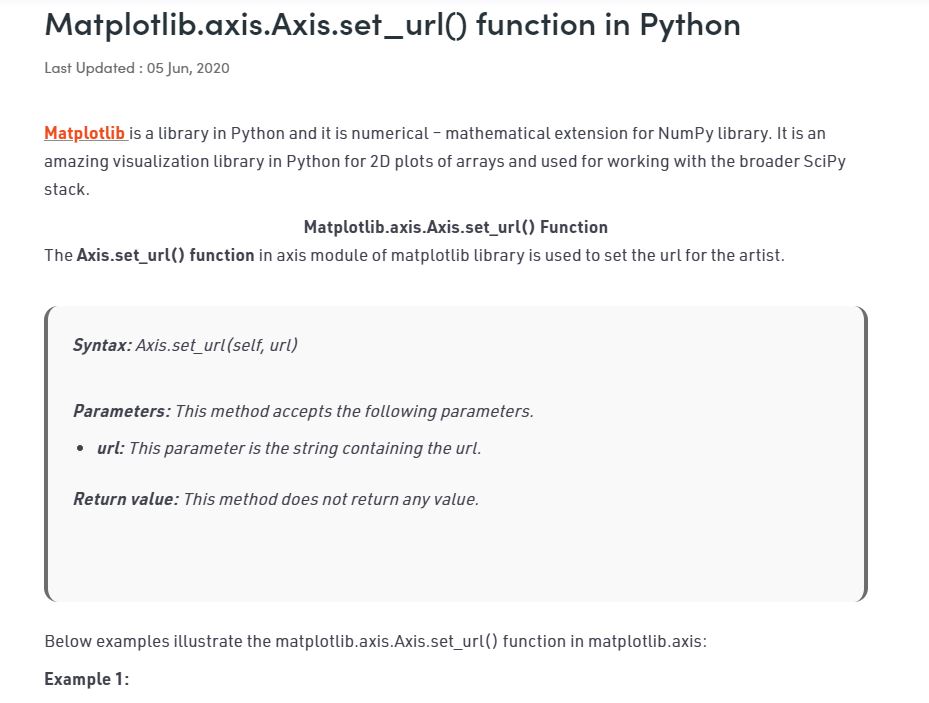 Matplotlib.axis.Axis.set_url() function in Python
Last Updated : 05 Jun, 2020
Matplotlib is a library in Python and it is numerical – mathematical extension for NumPy library. It is an
amazing visualization library in Python for 2D plots of arrays and used for working with the broader SciPy
stack.
Matplotlib.axis.Axis.set_url() Function
The Axis.set_url() function in axis module of matplotlib library is used to set the url for the artist.
Syntax: Axis.set_url(self, url)
Parameters: This method accepts the following parameters.
• url: This parameter is the string containing the url.
Return value: This method does not return any value.
Below examples illustrate the matplotlib.axis.Axis.set_url() function in matplotlib.axis:
Example 1: